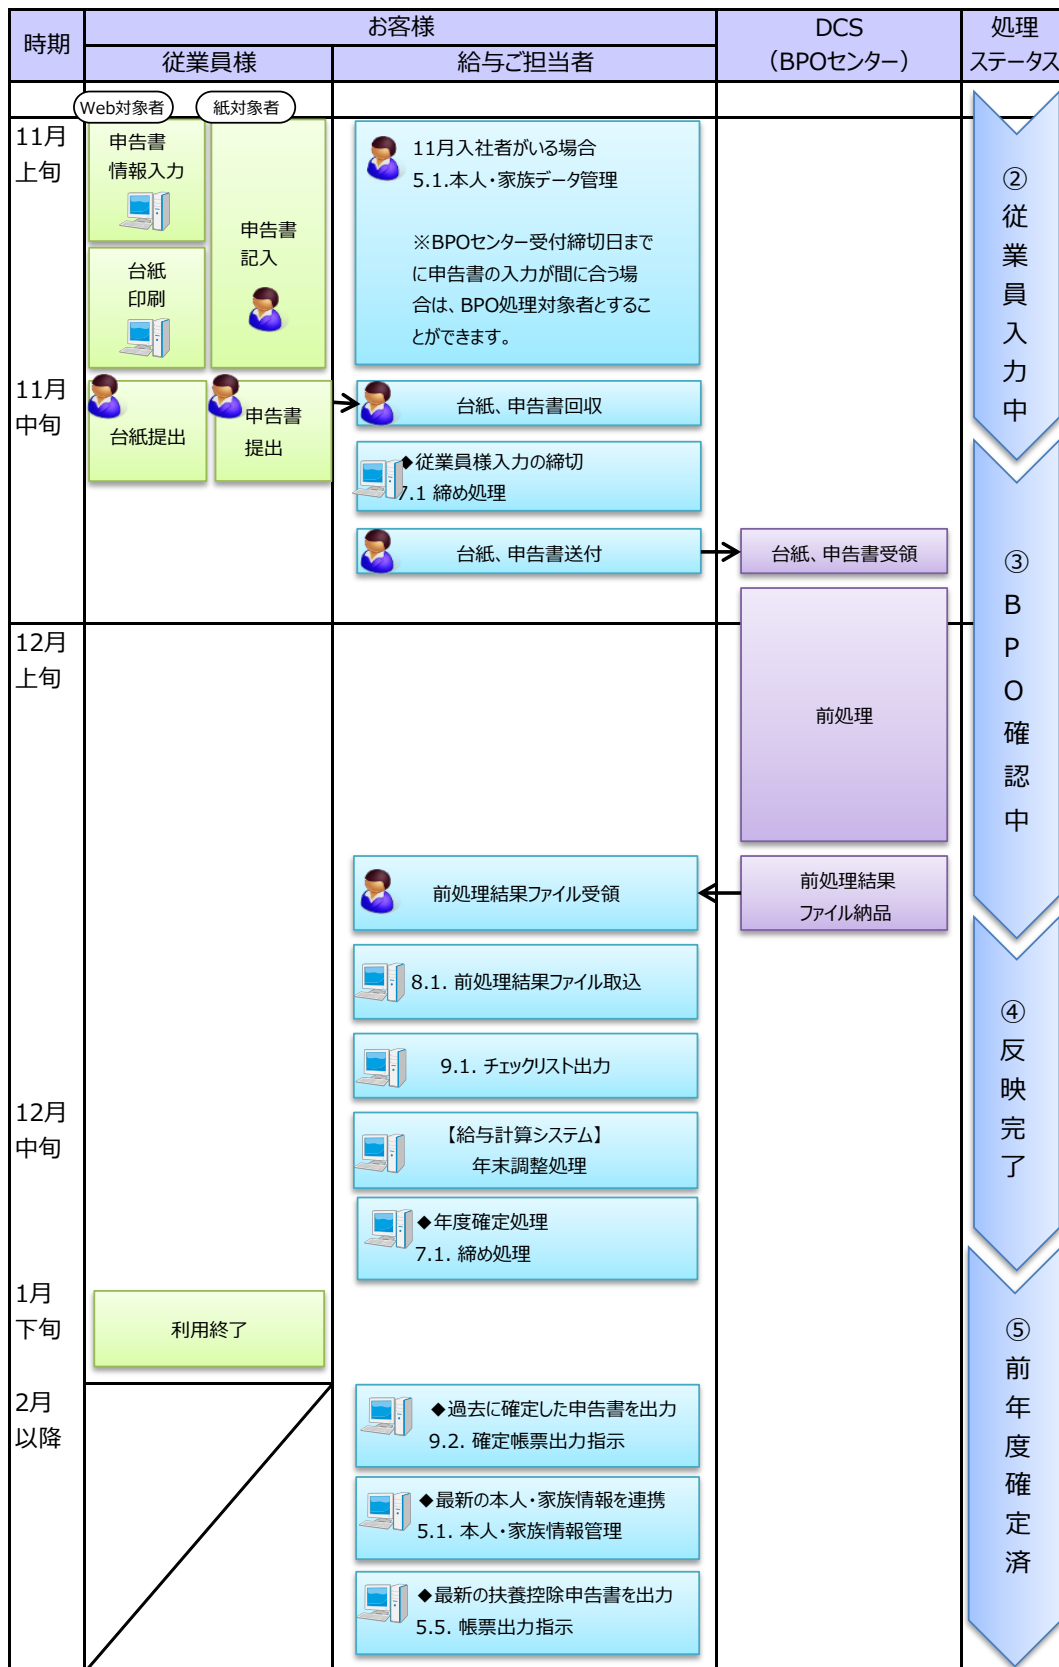 時期
お客様
DCS
（BPOセンター）
処理
ステータス
従業員様
給与ご担当者
Web対象者
紙対象者
11月
上旬
申告書
情報入力
台紙
印刷
申告書
記入
11月入社者がいる場合
5.1.本人・家族データ管理
※BPOセンター受付締切日まで
に申告書の入力が間に合う場
合は、BPO処理対象者とするこ
とができます。
②従業員入力中
11月
中旬
台紙提出
申告書
提出
台紙、申告書回収
◆従業員様入力の締切
7.1 締め処理
台紙、申告書送付
台紙、申告書受領
③BPO確認中
12月
上旬
前処理
前処理結果ファイル受領
前処理結果
ファイル納品
8.1. 前処理結果ファイル取込
④反映完了
9.1. チェックリスト出力
12月
中旬
【給与計算システム】
年末調整処理
◆年度確定処理
7.1. 締め処理
1月
下旬
利用終了
⑤前年度確定済
2月
以降
◆過去に確定した申告書を出力
9.2. 確定帳票出力指示
◆最新の本人・家族情報を連携
5.1. 本人・家族情報管理
◆最新の扶養控除申告書を出力
5.5. 帳票出力指示